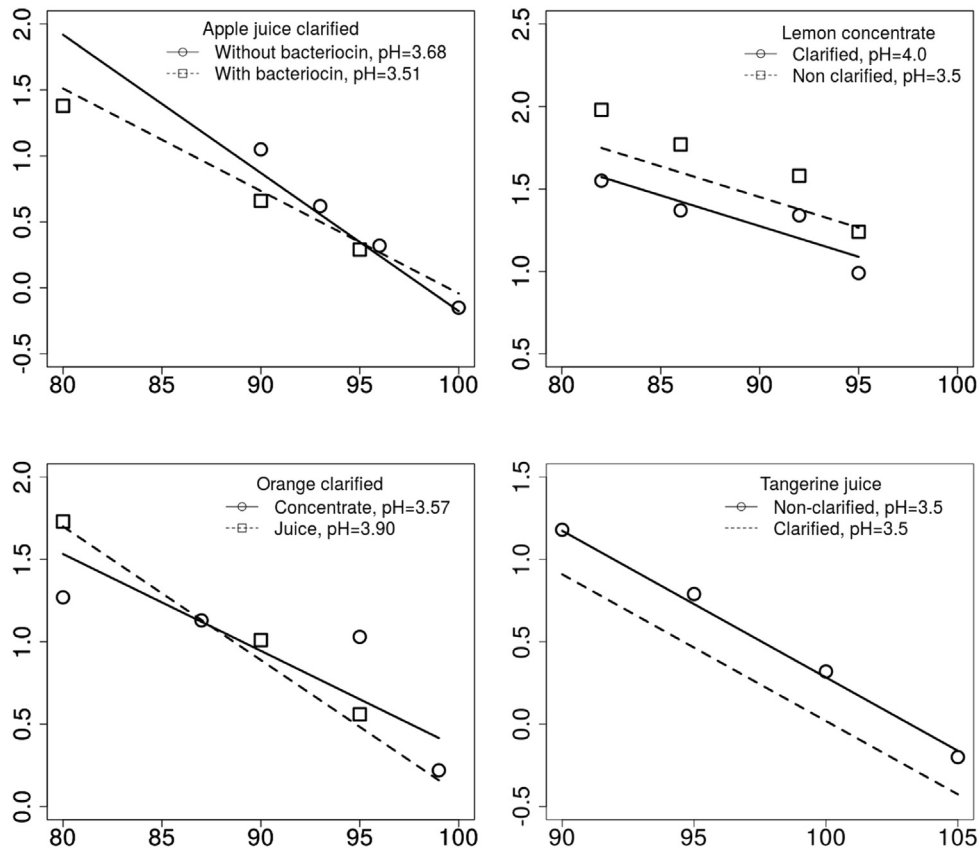 Apple juice clarified
Without bacteriocin, pH=3.68
With bacteriocin, pH=3.51
2.0
1.5
1.0
0.5
0.0
-0.5
80 85 90 95 100
Lemon concentrate
Clarified, pH=4.0
Non clarified, pH=3.5
2.5
2.0
1.5
1.0
0.5
80 85 90 95 100
Orange clarified
Concentrate, pH=3.57
Juice, pH=3.90
2.0
1.5
1.0
0.5
0.0
80 85 90 95 100
Tangerine juice
Non-clarified, pH=3.5
Clarified, pH=3.5
1.5
1.0
0.5
0.0
-0.5
90 95 100 105